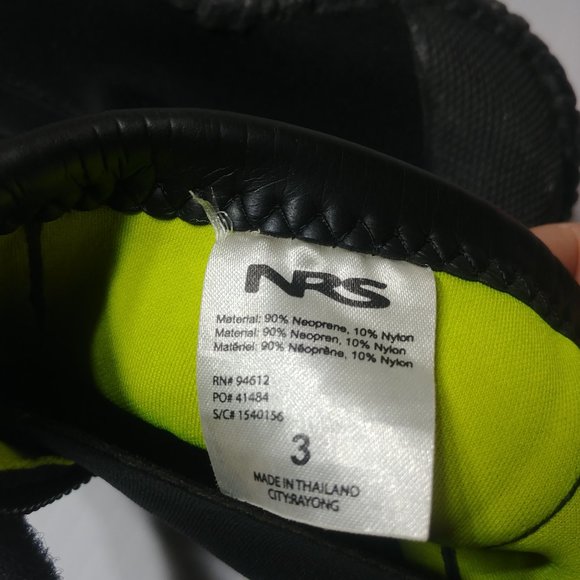 NRS
Material: 90% Neoprene, 10% Nylon
Material: 90% Neopren, 10% Nylon
Matériel: 90% Néoprène, 10% Nylon
RN# 94612
PO# 41484
S/C# 1540156
3
MADE IN THAILAND
CITY:RAYONG